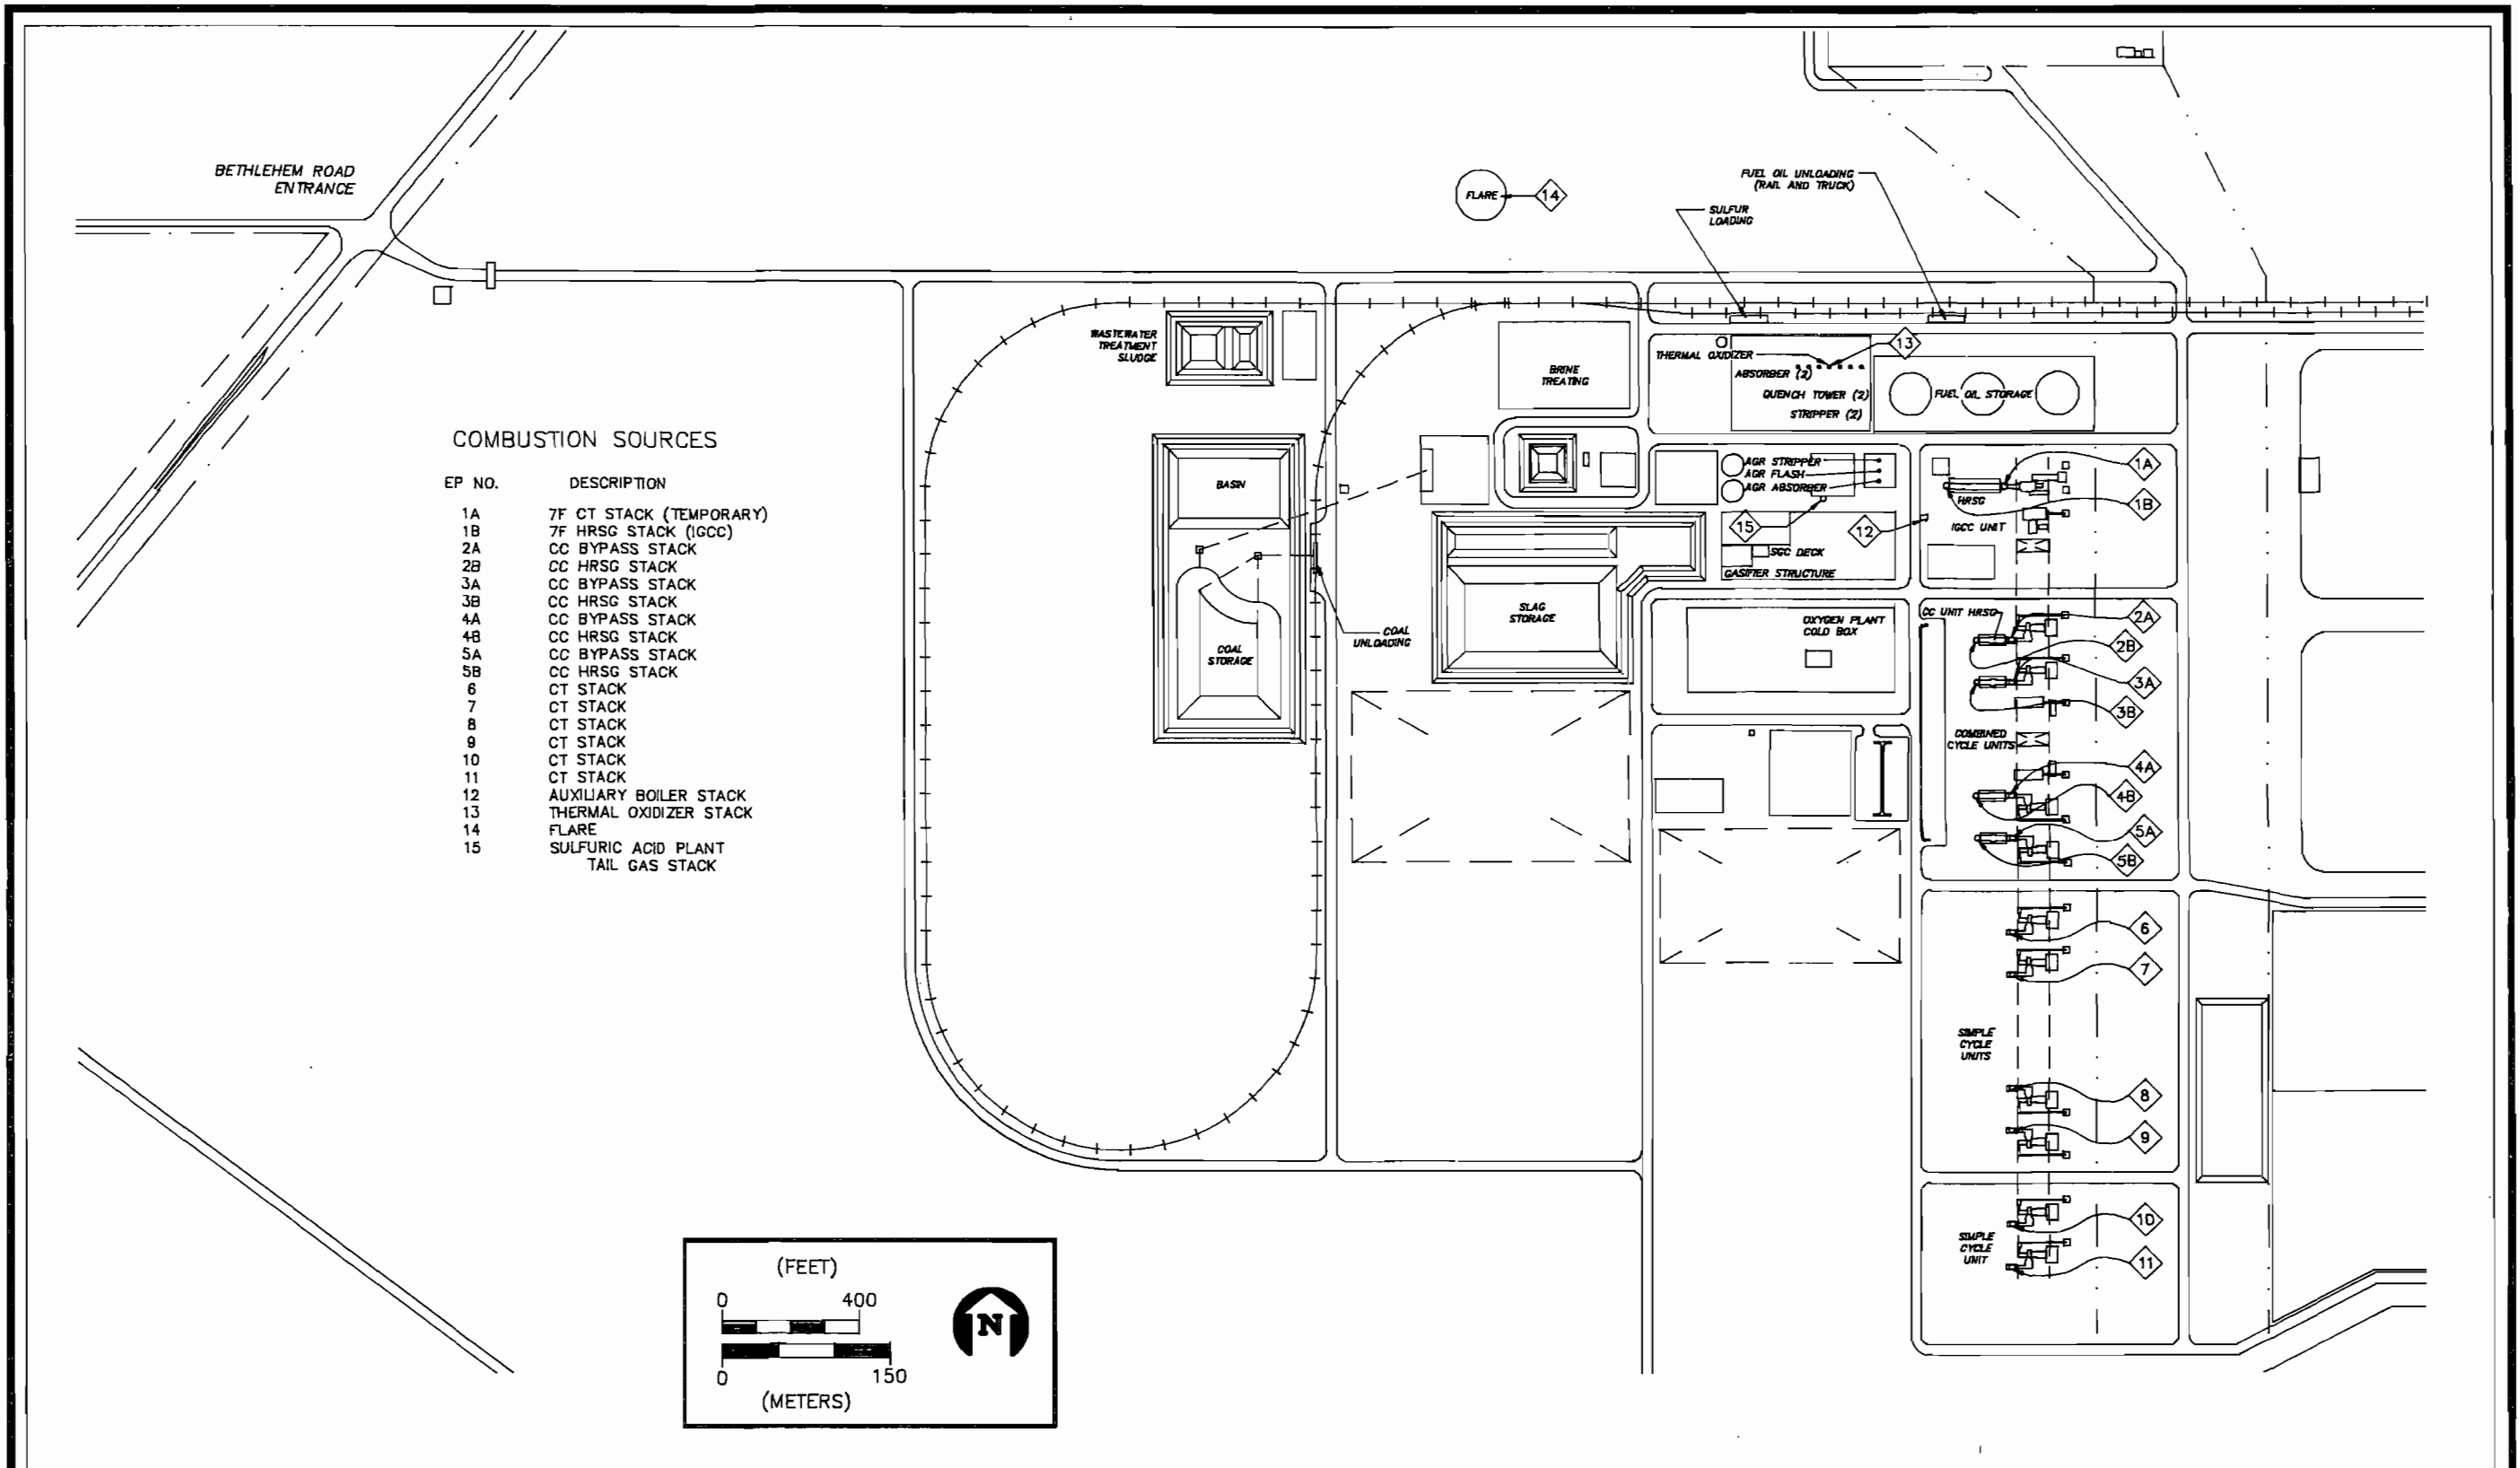 BETHLEHEM ROAD
ENTRANCE
FLARE
14
FUEL OIL UNLOADING
(RAIL AND TRUCK)
SULFUR
LOADING
WASTEWATER
TREATMENT
SLUDGE
BRINE
TREATING
THERMAL OXIDIZER
13
ABSORBER (2)
QUENCH TOWER (2)
STRIPPER (2)
FUEL OIL STORAGE
COMBUSTION SOURCES
EP NO. DESCRIPTION
1A 7F CT STACK (TEMPORARY)
1B 7F HRSG STACK (IGCC)
2A CC BYPASS STACK
2B CC HRSG STACK
3A CC BYPASS STACK
3B CC HRSG STACK
4A CC BYPASS STACK
4B CC HRSG STACK
5A CC BYPASS STACK
5B CC HRSG STACK
6 CT STACK
7 CT STACK
8 CT STACK
9 CT STACK
10 CT STACK
11 CT STACK
12 AUXILIARY BOILER STACK
13 THERMAL OXIDIZER STACK
14 FLARE
15 SULFURIC ACID PLANT
TAIL GAS STACK
BASIN
COAL
STORAGE
COAL
UNLOADING
SLAG
STORAGE
AGR STRIPPER
AGR FLASH
AGR ABSORBER
15
12
SGC DECK
GASIFIER STRUCTURE
OXYGEN PLANT
COLD BOX
1A
HRSG
1B
IGCC UNIT
CC UNIT HRSG
2A
2B
3A
3B
COMBINED
CYCLE UNITS
4A
4B
5A
5B
6
7
SIMPLE
CYCLE
UNITS
8
9
10
SIMPLE
CYCLE
UNIT
11
(FEET)
0 400
N
0 150
(METERS)